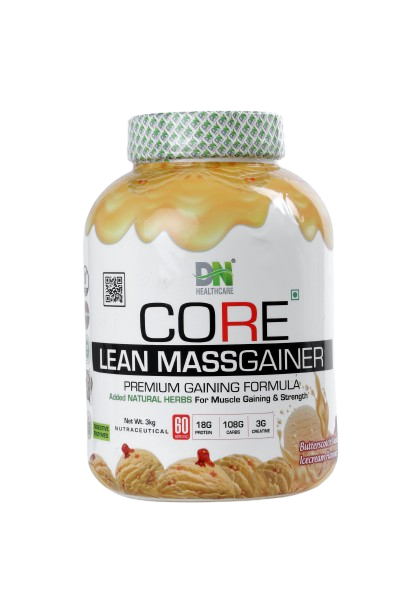 DN
HEALTHCARE
CORE
LEAN MASSGAINER
PREMIUM GAINING FORMULA
Added NATURAL HERBS For Muscle Gaining & Strength
Net Wt. 3kg
NUTRACEUTICAL
60
18G
PROTEIN
108G
CARBS
3G
CREATINE
Icecream